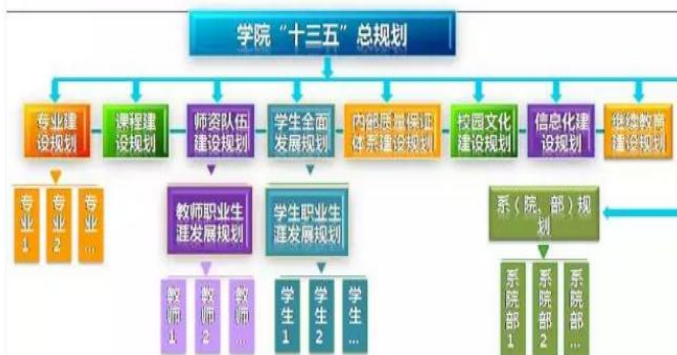 学院“十三五”总规划
专业建
设规划
课程建
设规划
师资队伍
建设规划
学生全面
发展规划
内部质量保证
体系建设规划
校园文化
建设规划
信息化建
设规划
继续教育
建设规划
专业1
专业2
专业...
教师职业生
涯发展规划
学生职业生
涯发展规划
系（院、部）规
划
教师1
教师2
教师...
学生1
学生2
学生...
系院部1
系院部2
系院部...